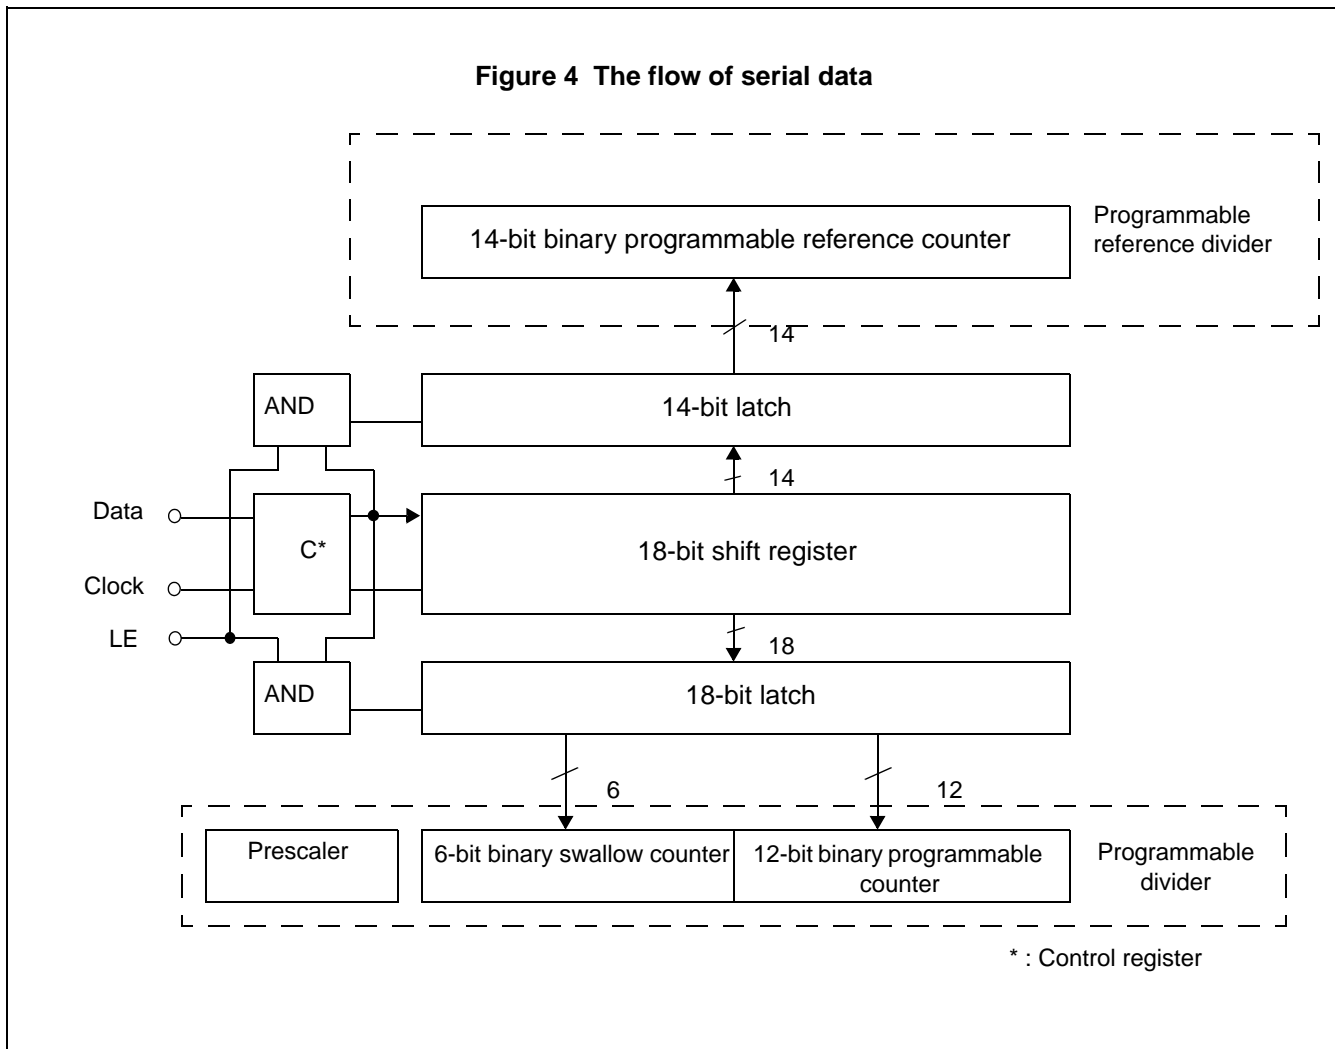 Figure 4 The flow of serial data
14-bit binary programmable reference counter
Programmable
reference divider
14
AND
14-bit latch
14
Data
C*
18-bit shift register
Clock
LE
18
AND
18-bit latch
6
12
Prescaler
6-bit binary swallow counter
12-bit binary programmable
counter
Programmable
divider
* : Control register